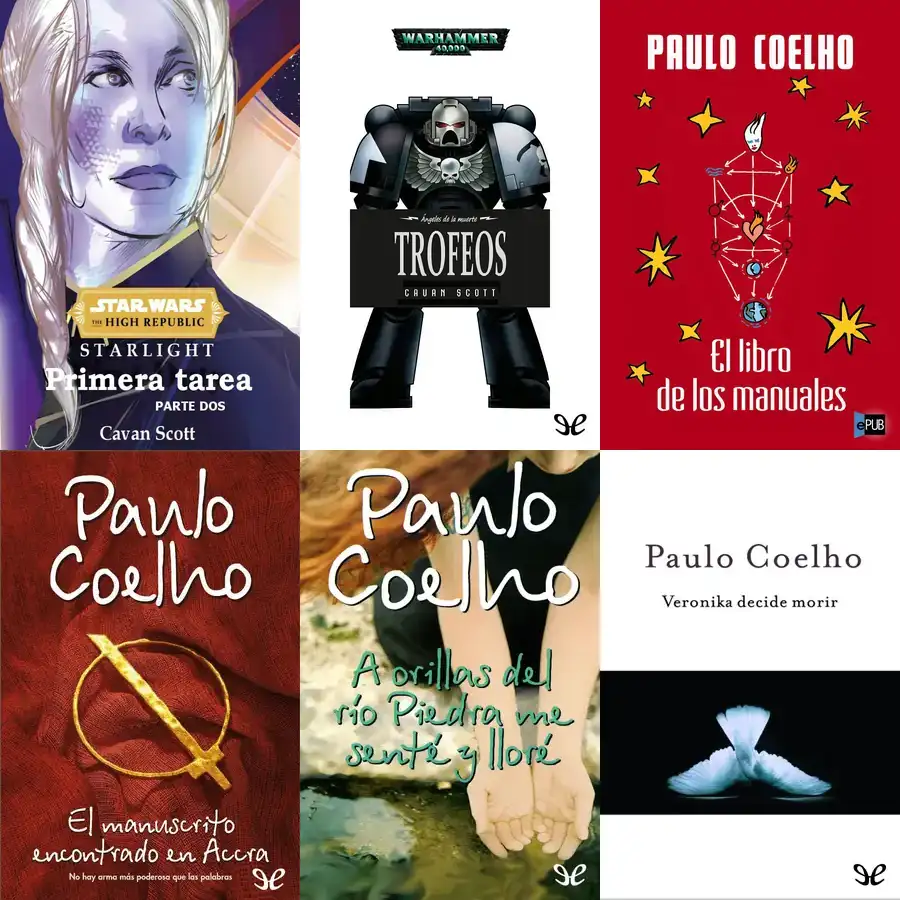 STAR WARS
THE HIGH REPUBLIC
STARLIGHT
Primera tarea
PARTE DOS
Cavan Scott
WARHAMMER
40,000
Ángeles de la muerte
TROFEOS
CAVAN SCOTT
PAULO COELHO
El libro
de los manuales
ePUB
Paulo
Coelho
El manuscrito
encontrado en Accra
No hay arma más poderosa que las palabras
Paulo
Coelho
A orillas del
río Piedra me
senté y lloré
Paulo Coelho
Veronika decide morir